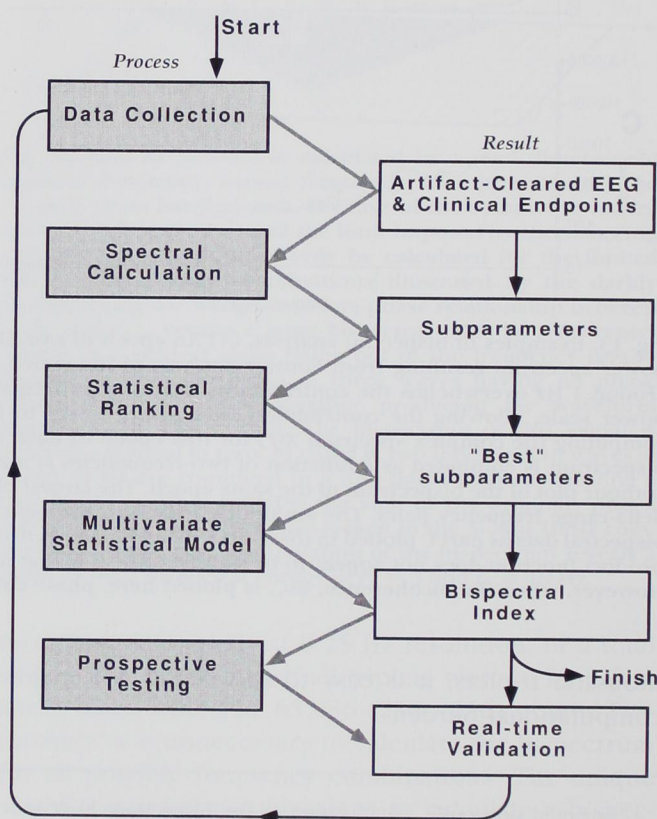 Start
Process
Data Collection
Result
Artifact-Cleared EEG
& Clinical Endpoints
Spectral
Calculation
Subparameters
Statistical
Ranking
"Best"
subparameters
Multivariate
Statistical Model
Bispectral
Index
Prospective
Testing
Finish
Real-time
Validation